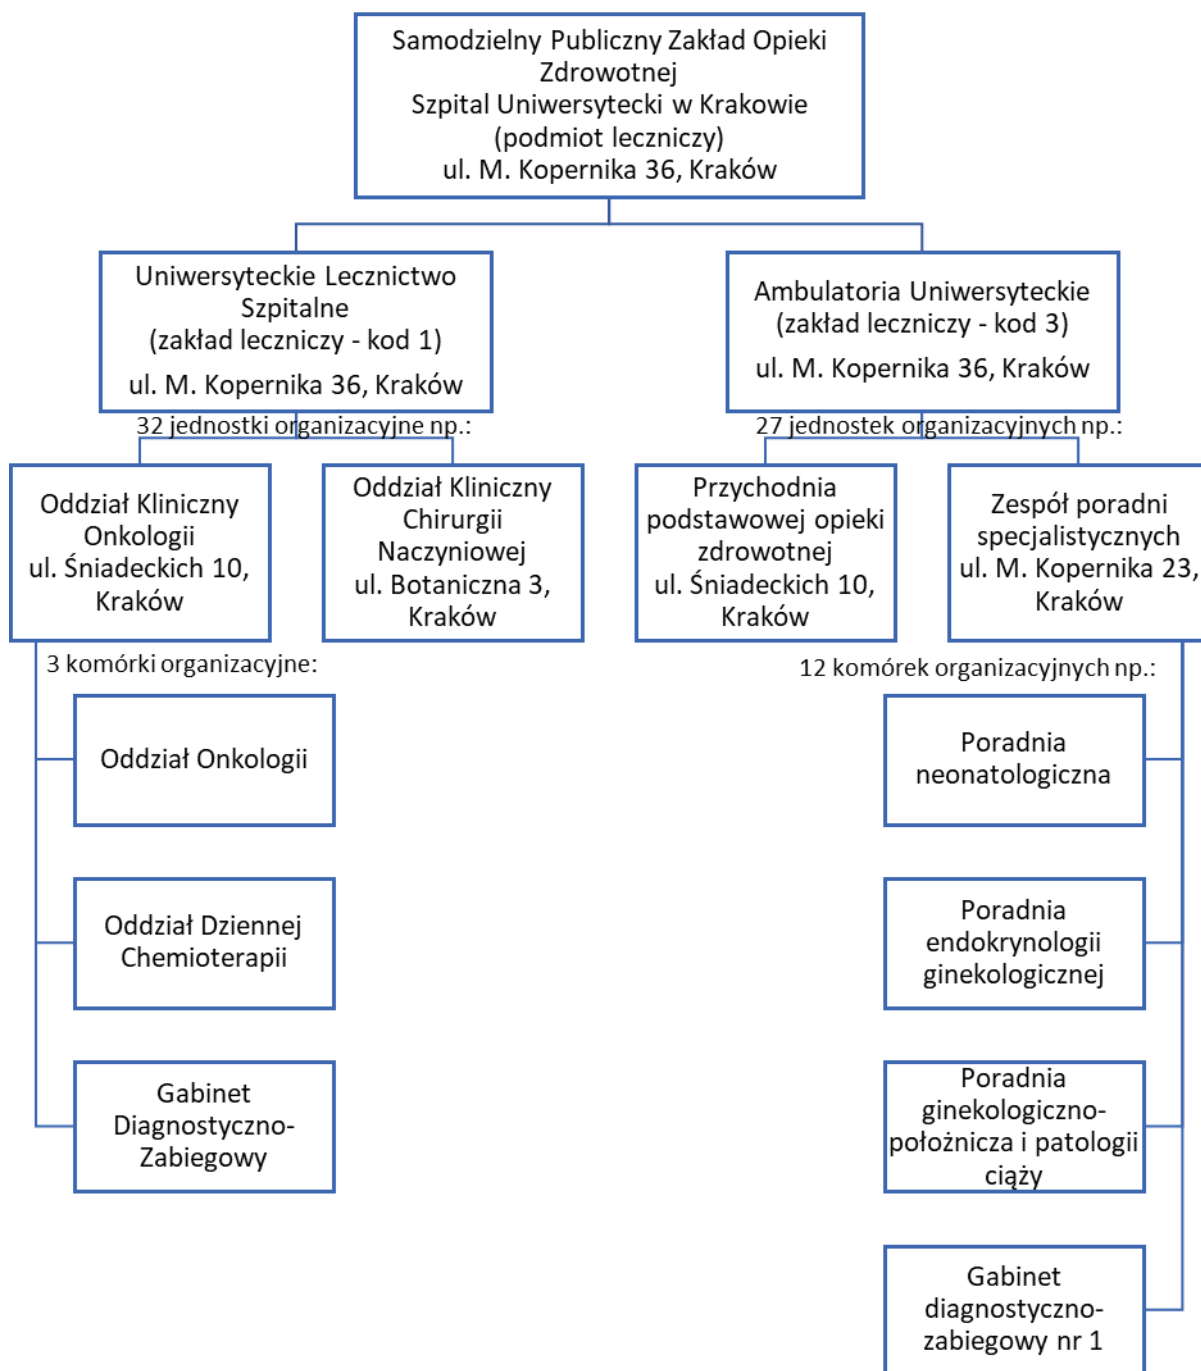 Samodzielny Publiczny Zakład Opieki
Zdrowotnej
Szpital Uniwersytecki w Krakowie
(podmiot leczniczy)
ul. M. Kopernika 36, Kraków
Uniwersyteckie Lecznictwo
Szpitalne
(zakład leczniczy - kod 1)
ul. M. Kopernika 36, Kraków
Ambulatoria Uniwersyteckie
(zakład leczniczy - kod 3)
ul. M. Kopernika 36, Kraków
32 jednostki organizacyjne np.:
27 jednostek organizacyjnych np.:
Oddział Kliniczny
Onkologii
ul. Śniadeckich 10,
Kraków
Oddział Kliniczny
Chirurgii
Naczyniowej
ul. Botaniczna 3,
Kraków
Przychodnia
podstawowej opieki
zdrowotnej
ul. Śniadeckich 10,
Kraków
Zespół poradni
specjalistycznych
ul. M. Kopernika 23,
Kraków
3 komórki organizacyjne:
12 komórek organizacyjnych np.:
Oddział Onkologii
Oddział Dziennej
Chemioterapii
Gabinet
Diagnostyczno-
Zabiegowy
Poradnia
neonatologiczna
Poradnia
endokrynologii
ginekologicznej
Poradnia
ginekologiczno-
położnicza i patologii
ciąży
Gabinet
diagnostyczno-
zabiegowy nr 1